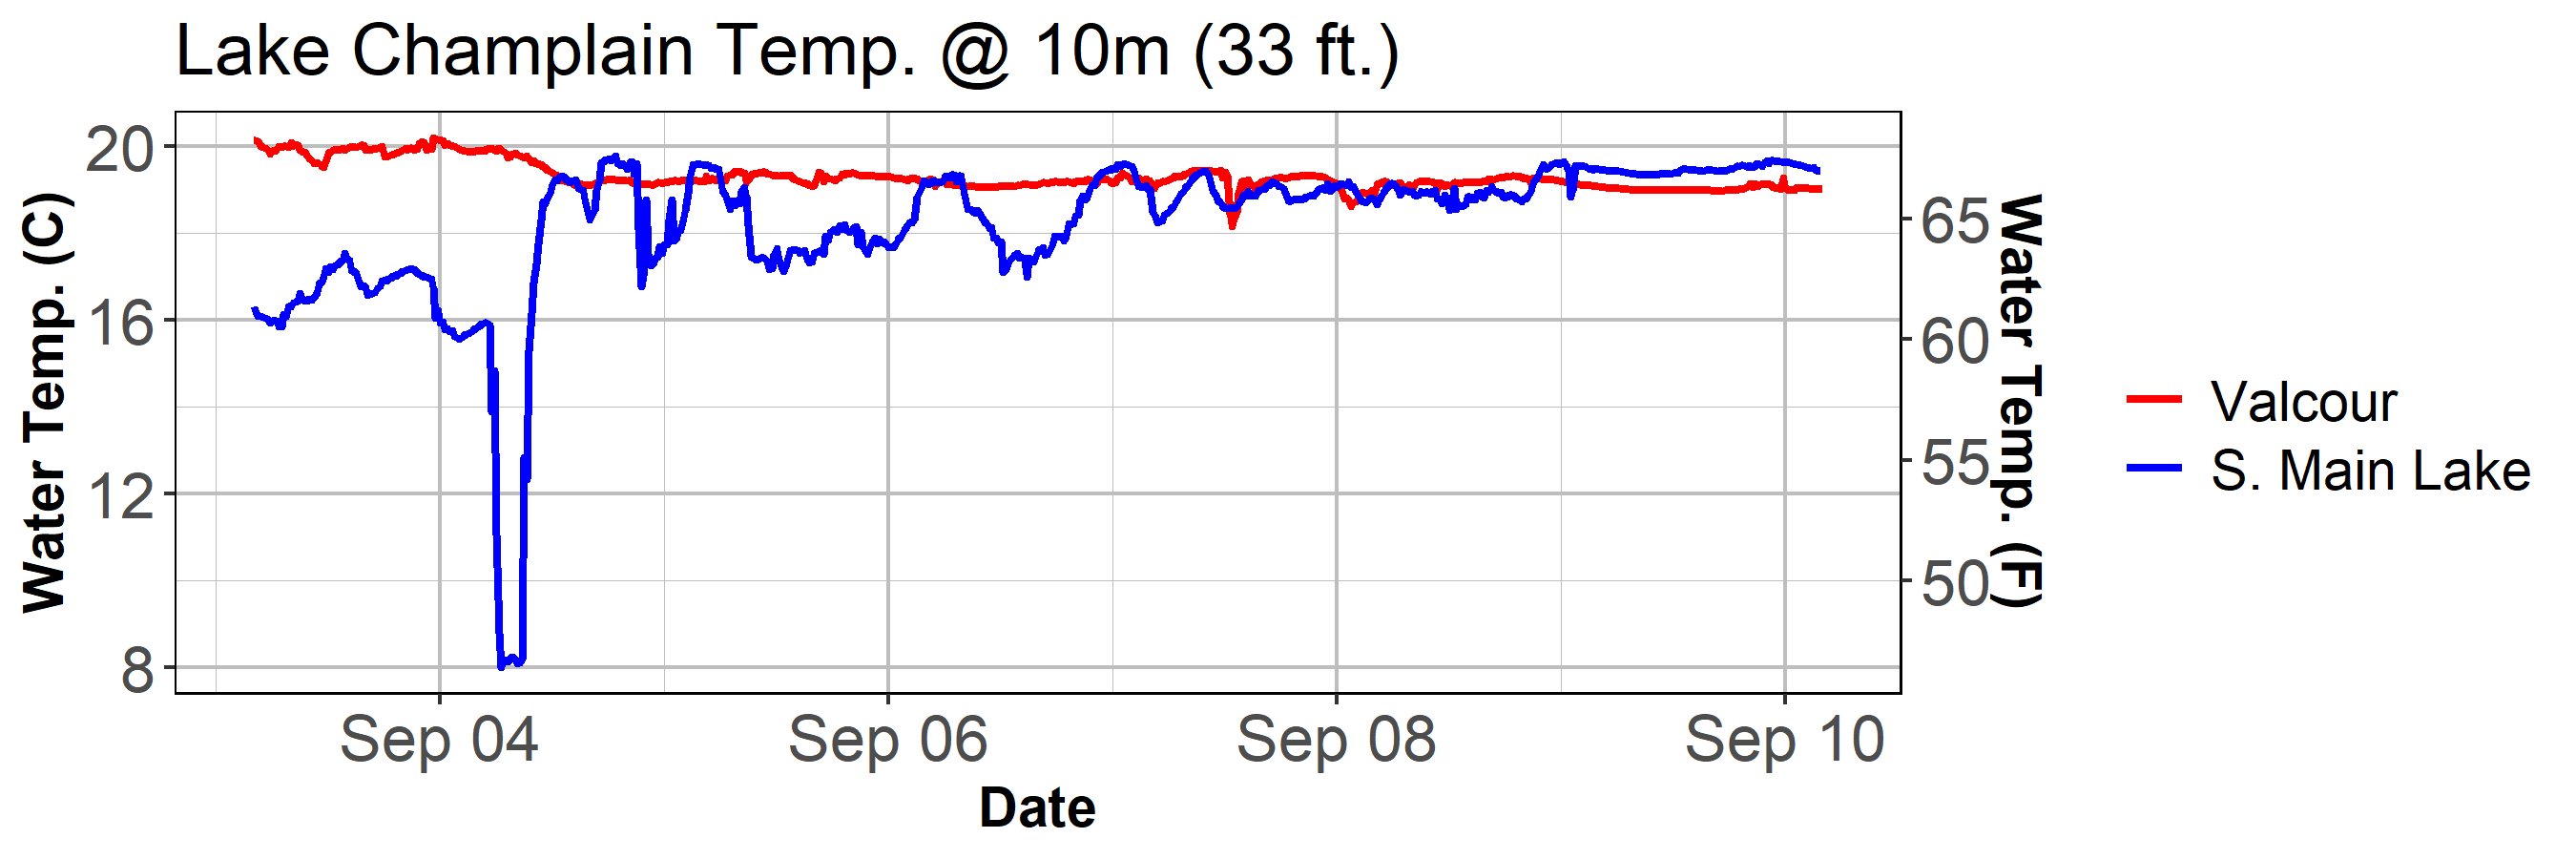 Lake Champlain Temp. @ 10m (33 ft.)
Water Temp. (C)
20
16
12
8
65
60
55
50
Water Temp. (F)
Sep 04
Sep 06
Sep 08
Sep 10
Date
Valcour
S. Main Lake